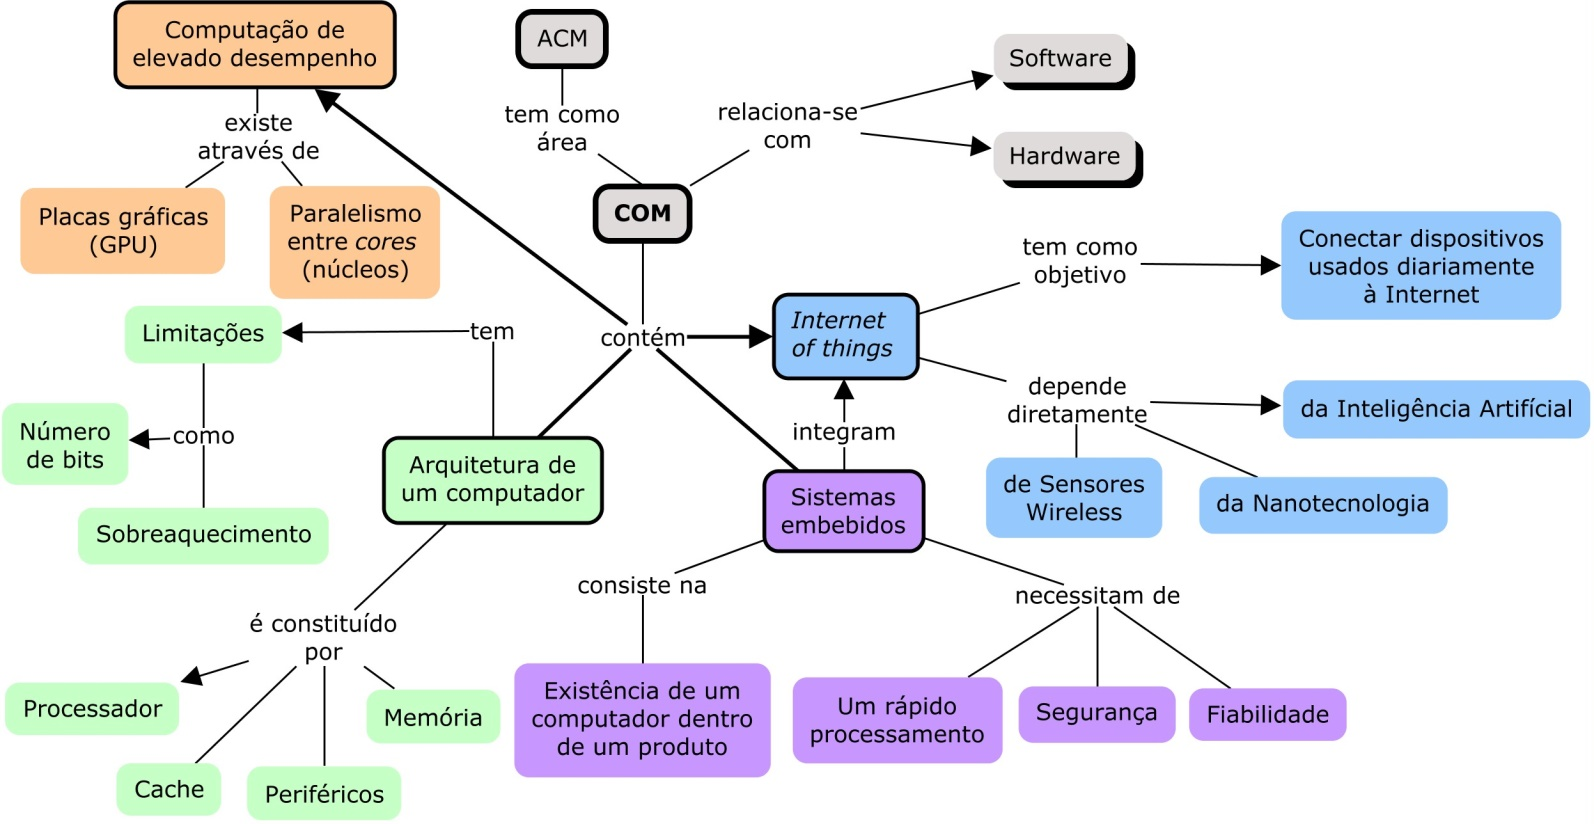 Computação de
elevado desempenho
existe
através de
Placas gráficas
(GPU)
Paralelismo
entre cores
(núcleos)
ACM
tem como
área
COM
relaciona-se
com
Software
Hardware
contém
Internet
of things
tem como
objetivo
Conectar dispositivos
usados diariamente
à Internet
depende
diretamente
da Inteligência Artifícial
de Sensores
Wireless
da Nanotecnologia
integram
Sistemas
embebidos
consiste na
Existência de um
computador dentro
de um produto
necessitam de
Um rápido
processamento
Segurança
Fiabilidade
Arquitetura de
um computador
tem
Limitações
como
Número
de bits
Sobreaquecimento
é constituído
por
Processador
Cache
Periféricos
Memória